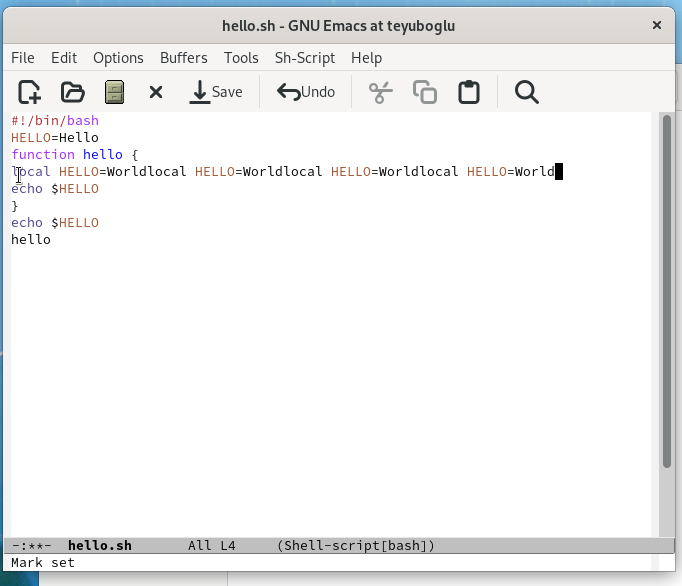 hello.sh - GNU Emacs at teyuboglu
File Edit Options Buffers Tools Sh-Script Help
Save Undo
#!/bin/bash
HELLO=Hello
function hello {
local HELLO=Worldlocal HELLO=Worldlocal HELLO=Worldlocal HELLO=World
echo $HELLO
}
echo $HELLO
hello
-:**- hello.sh All L4 (Shell-script[bash])
Mark set